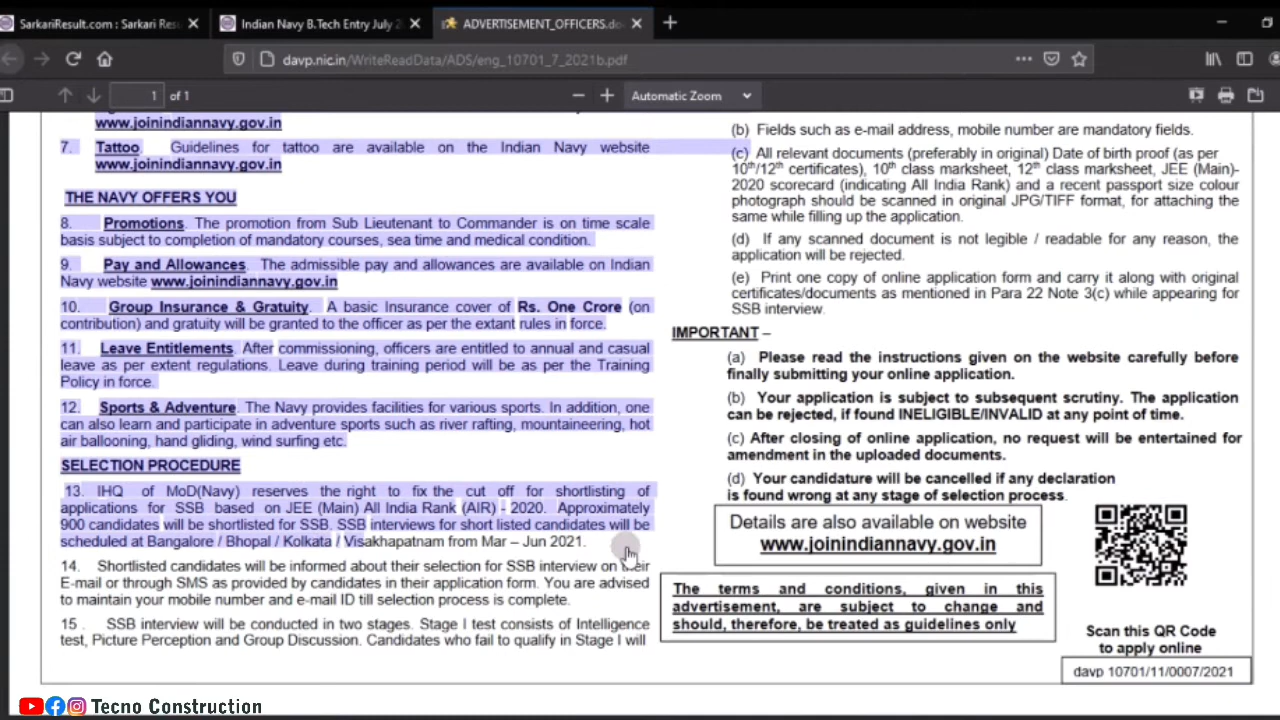 SarkariResult.com : Sarkari Res
Indian Navy B.Tech Entry July 2
ADVERTISEMENT_OFFICERS.do
davp.nic.in/WriteReadData/ADS/eng_10701_7_2021b.pdf
1 of 1
Automatic Zoom
www.joinindiannavy.gov.in
7. Tattoo Guidelines for tattoo are available on the Indian Navy website
www.joinindiannavy.gov.in
THE NAVY OFFERS YOU
8. Promotions. The promotion from Sub Lieutenant to Commander is on time scale
basis subject to completion of mandatory courses, sea time and medical condition.
9. Pay and Allowances. The admissible pay and allowances are available on Indian
Navy website www.joinindiannavy.gov.in
10. Group Insurance & Gratuity. A basic Insurance cover of Rs. One Crore (on
contribution) and gratuity will be granted to the officer as per the extant rules in force.
11. Leave Entitlements. After commissioning, officers are entitled to annual and casual
leave as per extent regulations. Leave during training period will be as per the Training
Policy in force.
12. Sports & Adventure. The Navy provides facilities for various sports. In addition, one
can also learn and participate in adventure sports such as river rafting, mountaineering, hot
air ballooning, hand gliding, wind surfing etc.
SELECTION PROCEDURE
13. IHQ of MoD(Navy) reserves the right to fix the cut off for shortlisting of
applications for SSB based on JEE (Main) All India Rank (AIR) - 2020. Approximately
900 candidates will be shortlisted for SSB. SSB interviews for short listed candidates will be
scheduled at Bangalore / Bhopal / Kolkata / Visakhapatnam from Mar – Jun 2021.
14. Shortlisted candidates will be informed about their selection for SSB interview on their
E-mail or through SMS as provided by candidates in their application form. You are advised
to maintain your mobile number and e-mail ID till selection process is complete.
15 . SSB interview will be conducted in two stages. Stage I test consists of Intelligence
test, Picture Perception and Group Discussion. Candidates who fail to qualify in Stage I will
(b) Fields such as e-mail address, mobile number are mandatory fields.
(c) All relevant documents (preferably in original) Date of birth proof (as per
10th/12th certificates), 10th class marksheet, 12th class marksheet, JEE (Main)-
2020 scorecard (indicating All India Rank) and a recent passport size colour
photograph should be scanned in original JPG/TIFF format, for attaching the
same while filling up the application.
(d) If any scanned document is not legible / readable for any reason, the
application will be rejected.
(e) Print one copy of online application form and carry it along with original
certificates/documents as mentioned in Para 22 Note 3(c) while appearing for
SSB interview.
IMPORTANT –
(a) Please read the instructions given on the website carefully before
finally submitting your online application.
(b) Your application is subject to subsequent scrutiny. The application
can be rejected, if found INELIGIBLE/INVALID at any point of time.
(c) After closing of online application, no request will be entertained for
amendment in the uploaded documents.
(d) Your candidature will be cancelled if any declaration
is found wrong at any stage of selection process.
Details are also available on website
www.joinindiannavy.gov.in
The terms and conditions, given in this
advertisement, are subject to change and
should, therefore, be treated as guidelines only
Scan this QR Code
to apply online
davp 10701/11/0007/2021
Tecno Construction